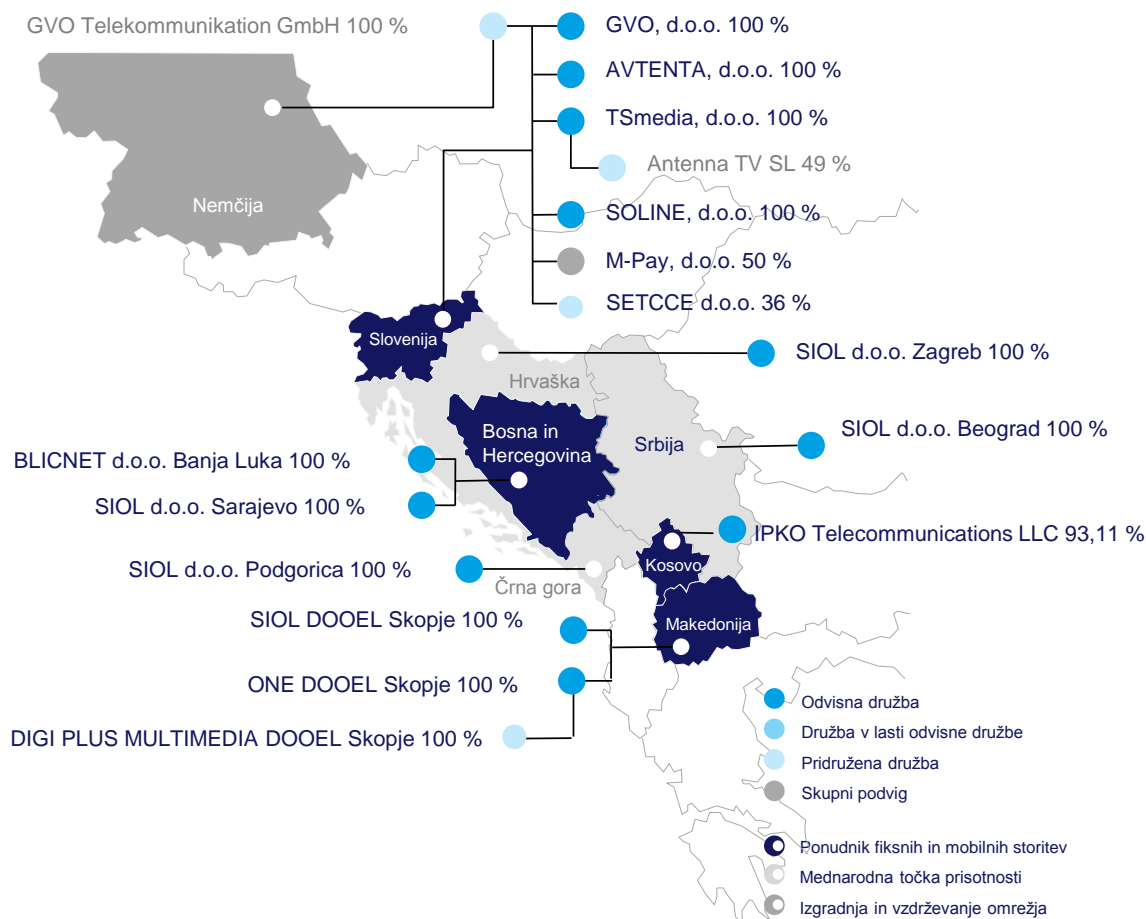 GVO Telekommunikation GmbH 100 %
GVO, d.o.o. 100 %
AVTENTA, d.o.o. 100 %
TSmedia, d.o.o. 100 %
Antenna TV SL 49 %
Nemčija
SOLINE, d.o.o. 100 %
M-Pay, d.o.o. 50 %
SETCCE d.o.o. 36 %
Slovenija
SIOL d.o.o. Zagreb 100 %
Hrvaška
SIOL d.o.o. Beograd 100 %
Bosna in
Hercegovina
Srbija
BLICNET d.o.o. Banja Luka 100 %
SIOL d.o.o. Sarajevo 100 %
IPKO Telecommunications LLC 93,11 %
SIOL d.o.o. Podgorica 100 %
Kosovo
Črna gora
SIOL DOOEL Skopje 100 %
Makedonija
ONE DOOEL Skopje 100 %
DIGI PLUS MULTIMEDIA DOOEL Skopje 100 %
Odvisna družba
Družba v lasti odvisne družbe
Pridružena družba
Skupni podvig
Ponudnik fiksnih in mobilnih storitev
Mednarodna točka prisotnosti
Izgradnja in vzdrževanje omrežja